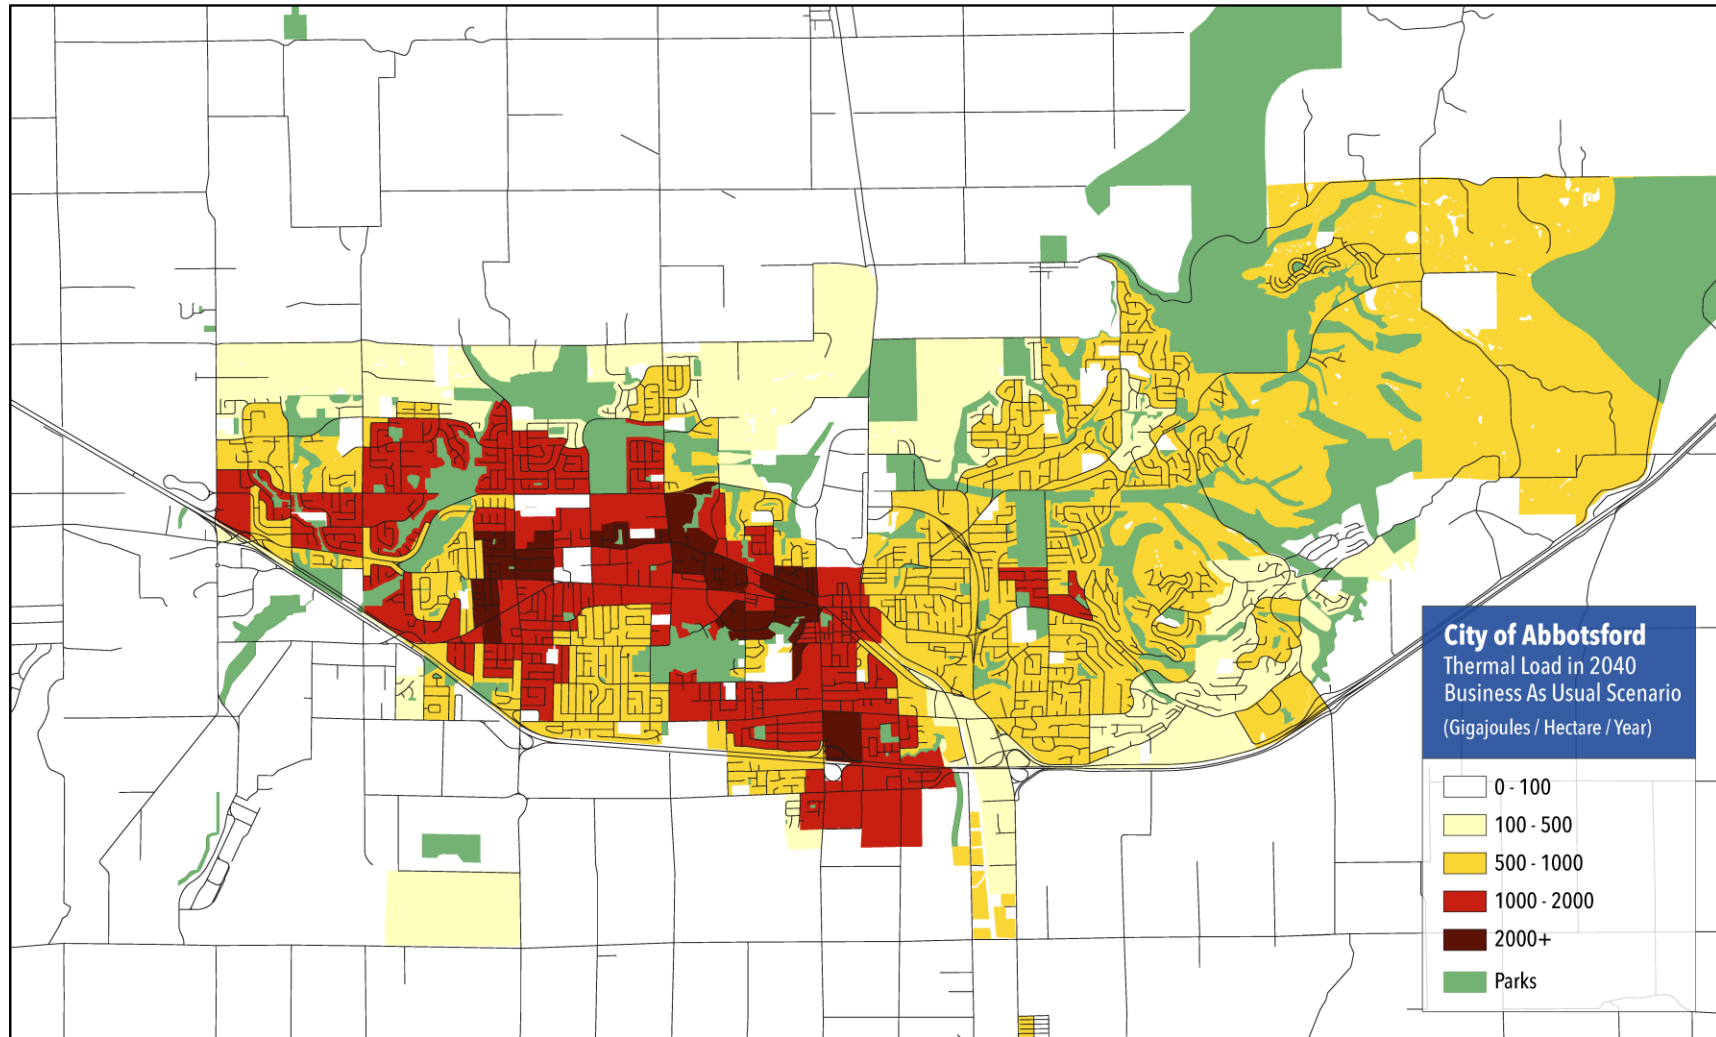 City of Abbotsford
Thermal Load in 2040
Business As Usual Scenario
(Gigajoules / Hectare / Year)
0 - 100
100 - 500
500 - 1000
1000 - 2000
2000+
Parks